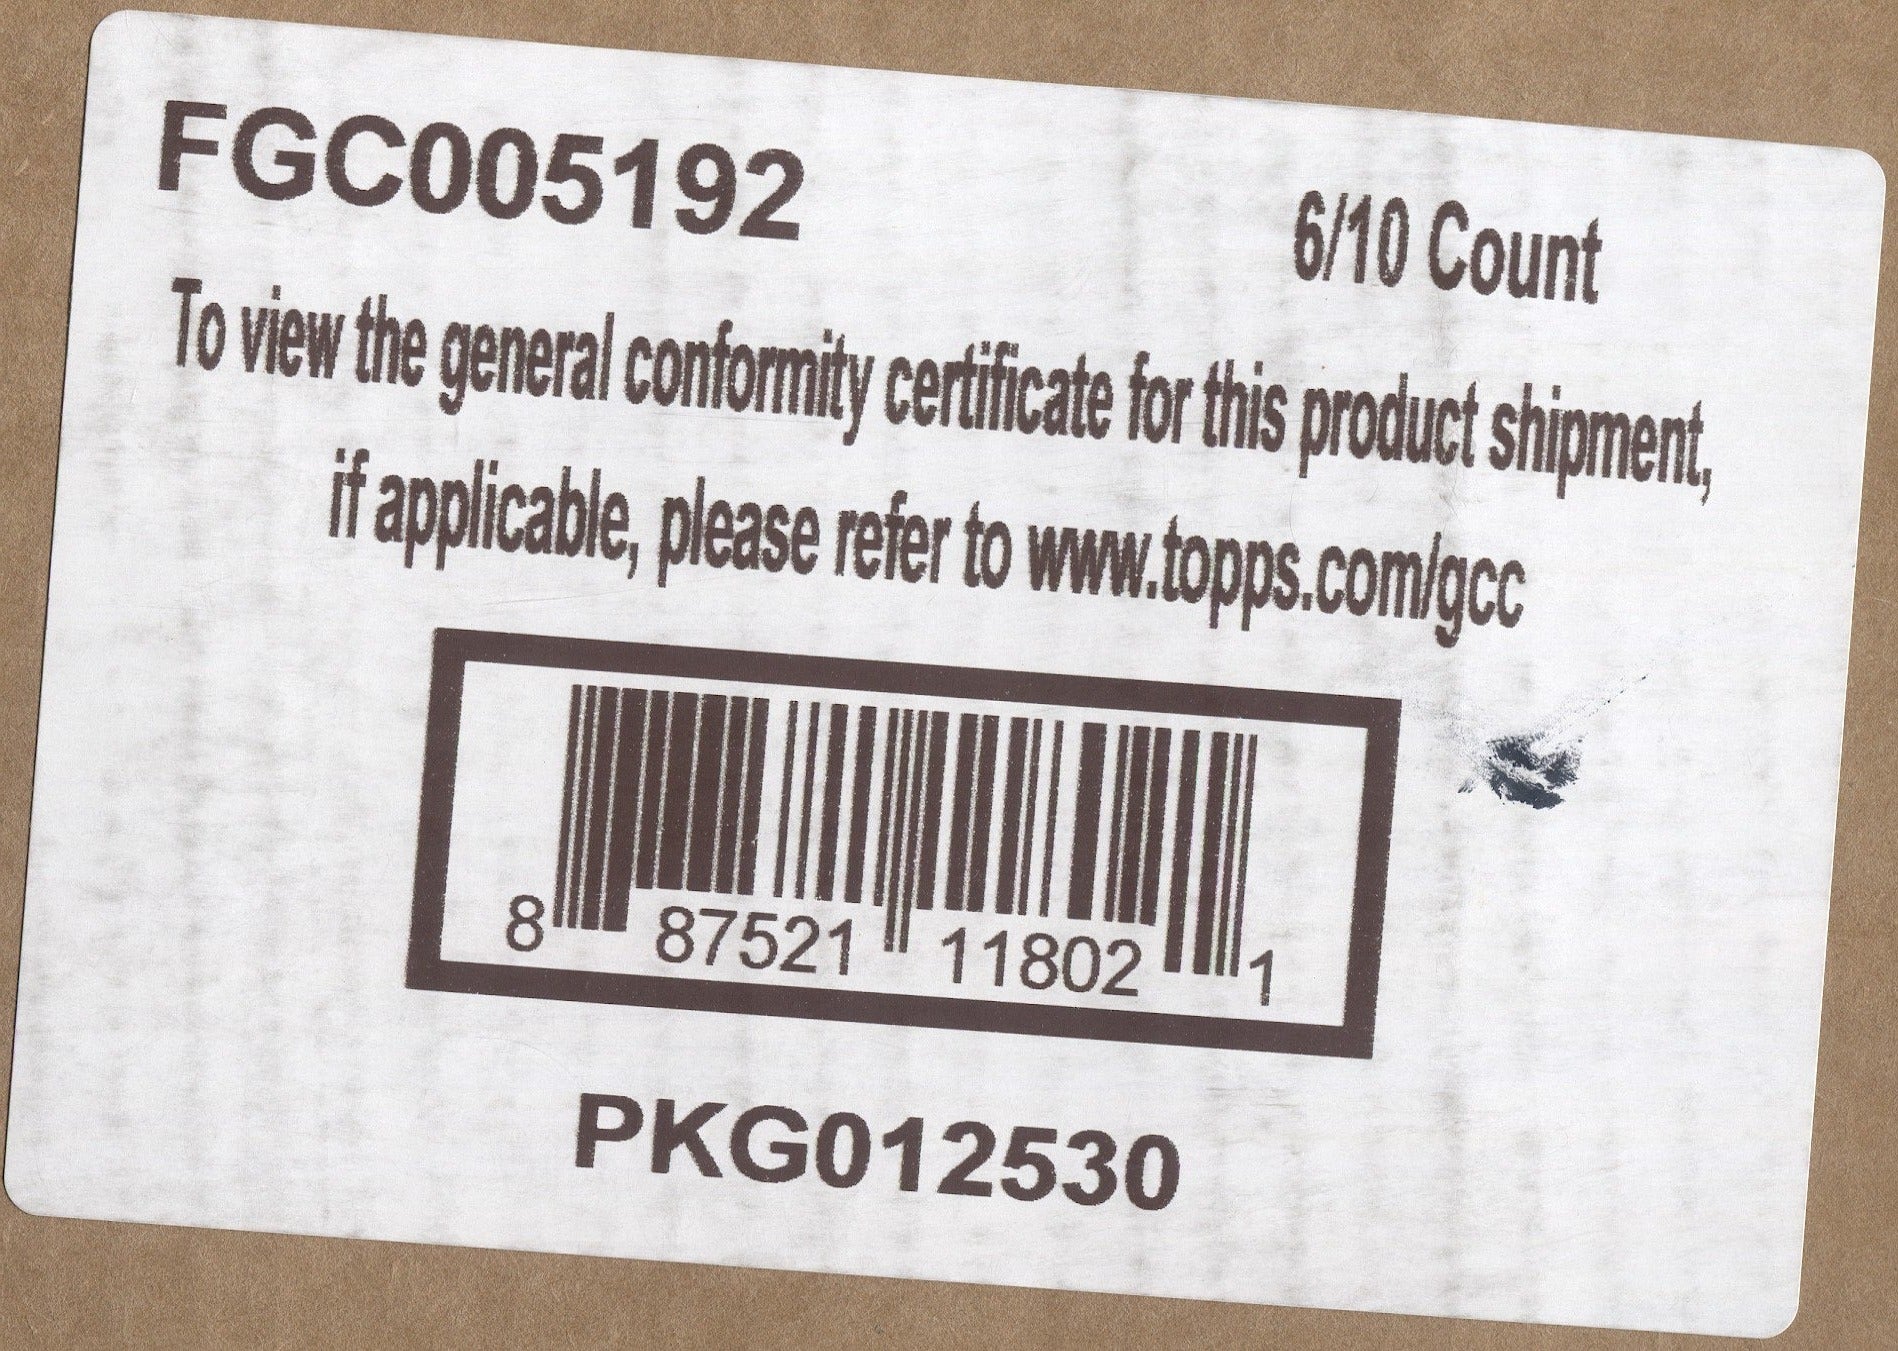 FGC005192
6/10 Count
To view the general conformity certificate for this product shipment,
if applicable, please refer to www.topps.com/gcc
8 87521 11802 1
PKG012530